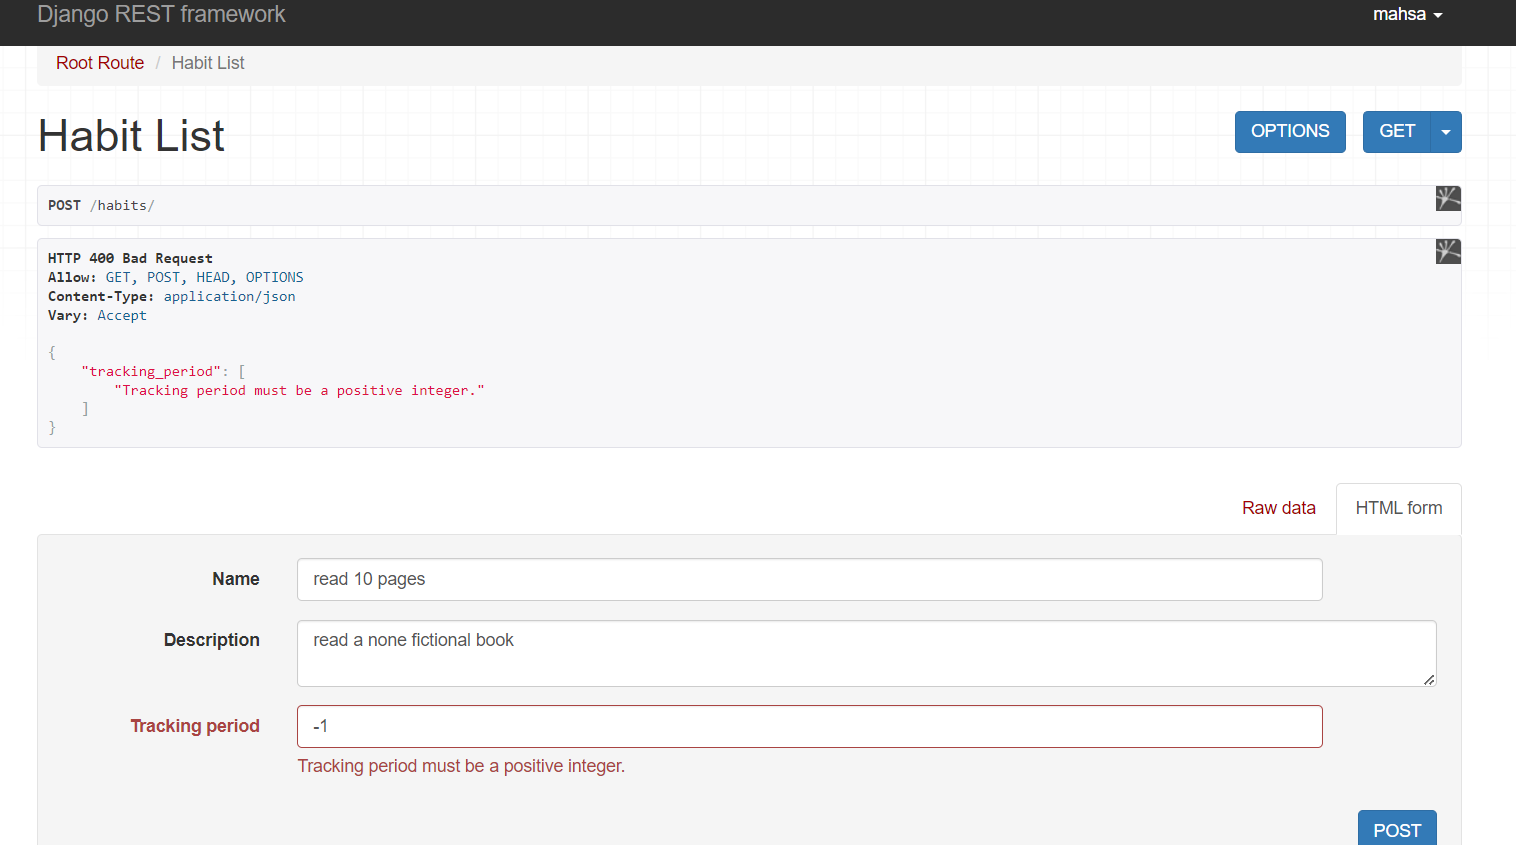 Django REST framework
mahsa
Root Route / Habit List
Habit List
OPTIONS
GET
POST /habits/
HTTP 400 Bad Request
Allow: GET, POST, HEAD, OPTIONS
Content-Type: application/json
Vary: Accept
{
    "tracking_period": [
        "Tracking period must be a positive integer."
    ]
}
Raw data
HTML form
Name
read 10 pages
Description
read a none fictional book
Tracking period
-1
Tracking period must be a positive integer.
POST